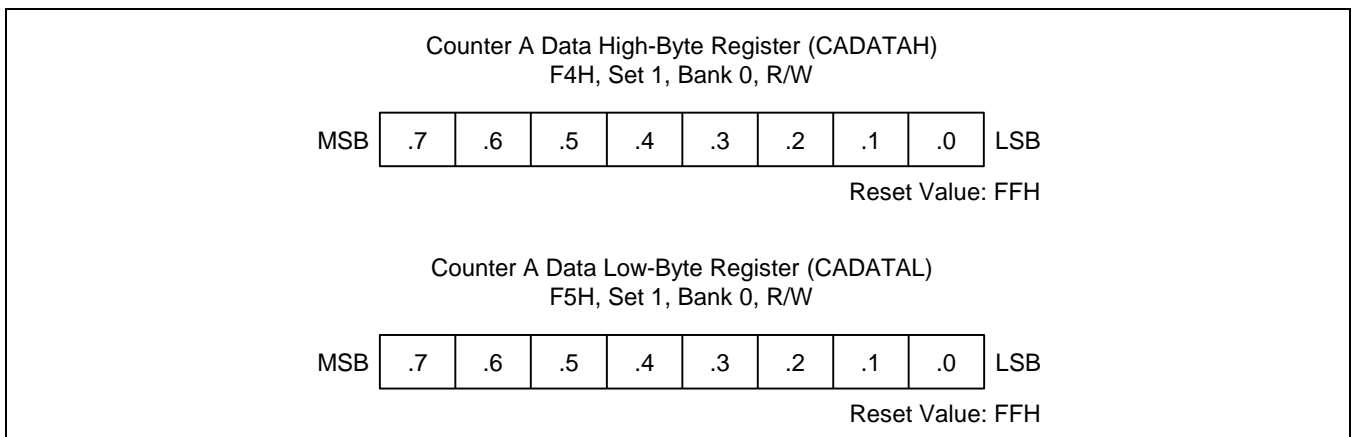 Counter A Data High-Byte Register (CADATAH)
F4H, Set 1, Bank 0, R/W
MSB .7 .6 .5 .4 .3 .2 .1 .0 LSB
Reset Value: FFH
Counter A Data Low-Byte Register (CADATAL)
F5H, Set 1, Bank 0, R/W
MSB .7 .6 .5 .4 .3 .2 .1 .0 LSB
Reset Value: FFH